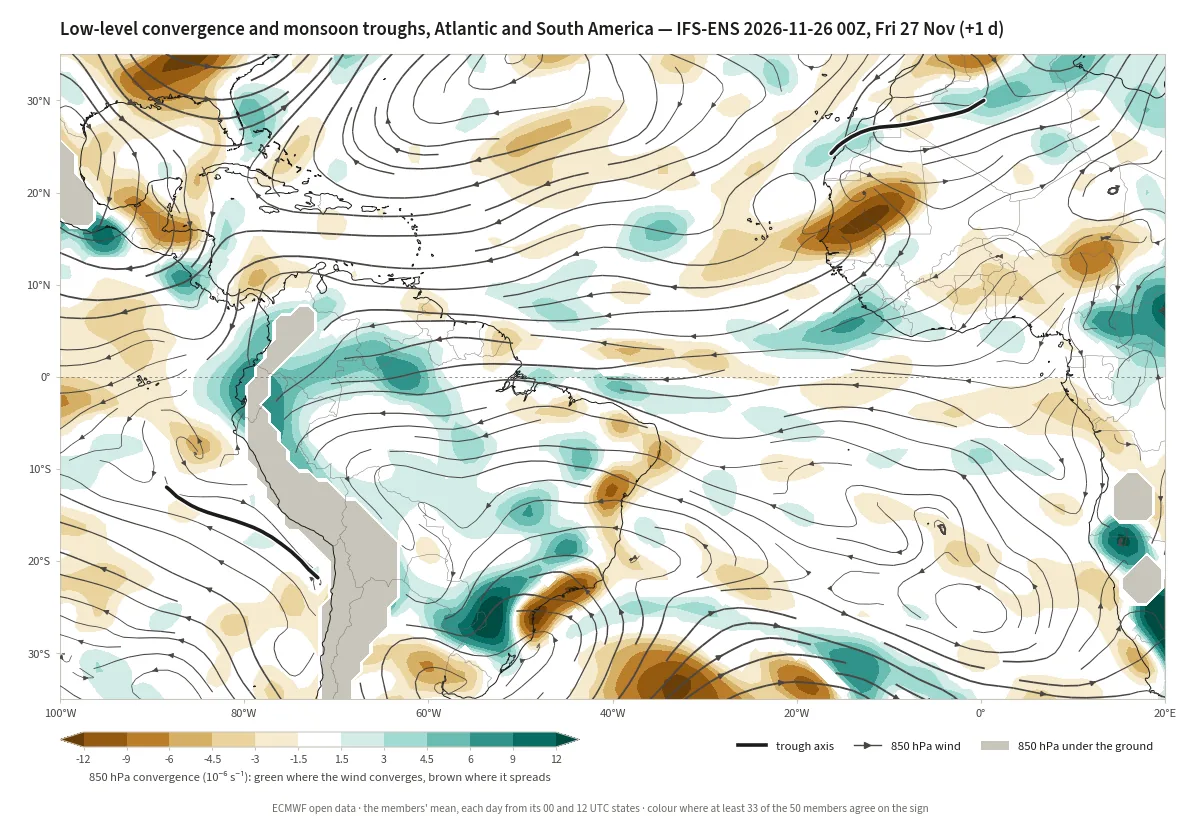 Low-level convergence and monsoon troughs, Atlantic and South America — IFS-ENS 2026-11-26 00Z, Fri 27 Nov (+1 d)
30°N
20°N
10°N
0°
10°S
20°S
30°S
100°W 80°W 60°W 40°W 20°W 0° 20°E
-12 -9 -6 -4.5 -3 -1.5 1.5 3 4.5 6 9 12
850 hPa convergence (10⁻⁶ s⁻¹): green where the wind converges, brown where it spreads
trough axis 850 hPa wind 850 hPa under the ground
ECMWF open data · the members' mean, each day from its 00 and 12 UTC states · colour where at least 33 of the 50 members agree on the sign